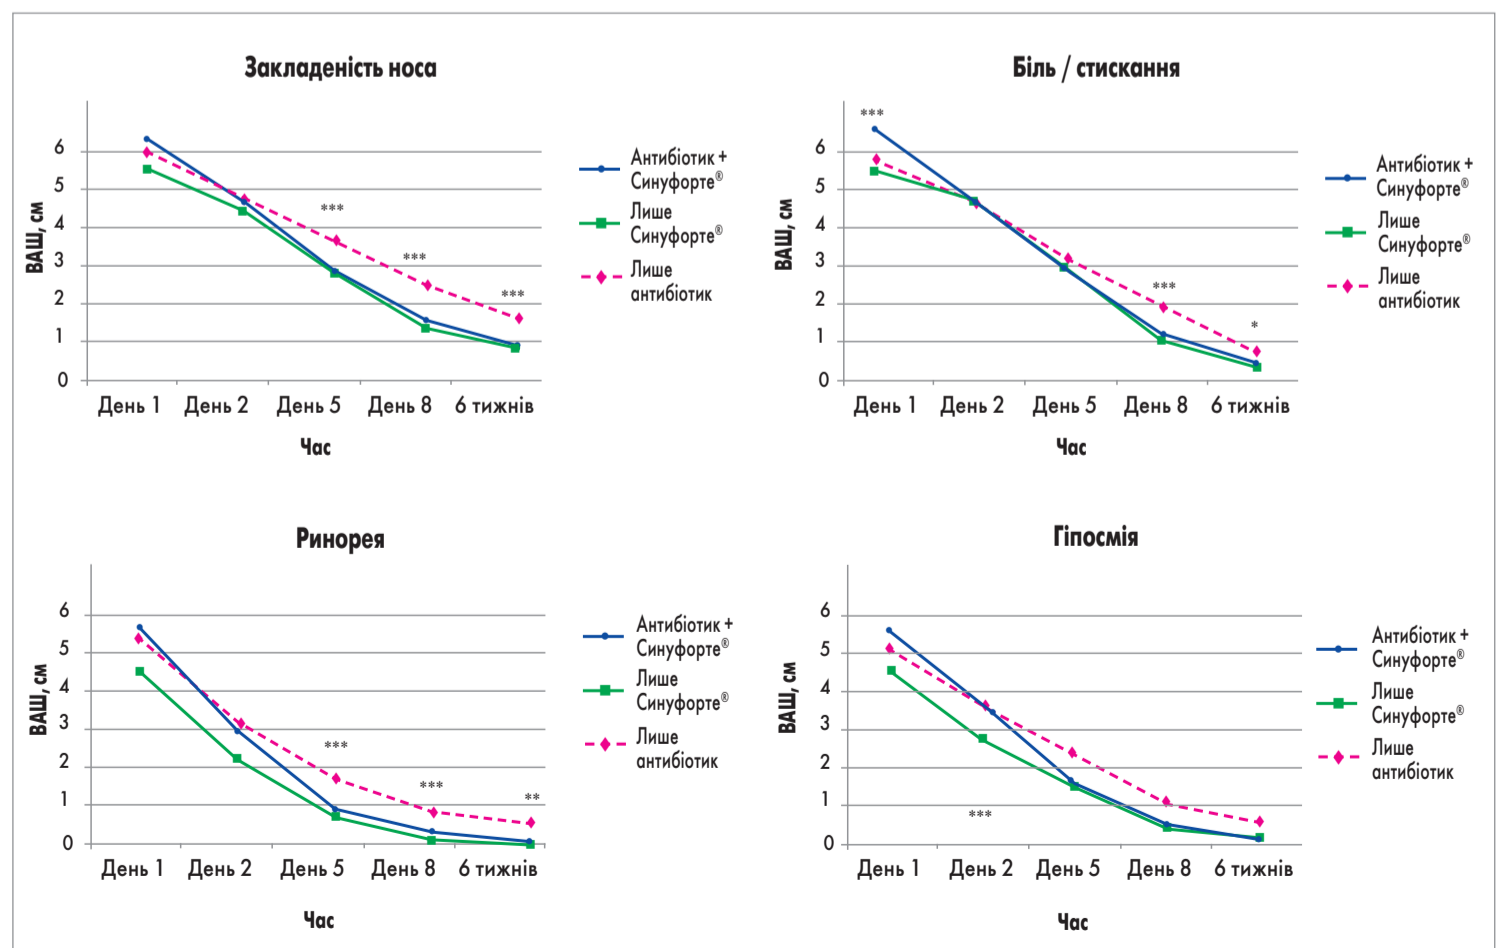 Закладеність носа
***
***
***
6
5
4
3
2
1
0
ВАШ, см
День 1 День 2 День 5 День 8 6 тижнів
Час
Антибіотик +
Синуфорте®
Лише
Синуфорте®
Лише
антибіотик
Біль / стискання
***
***
*
6
5
4
3
2
1
0
ВАШ, см
День 1 День 2 День 5 День 8 6 тижнів
Час
Антибіотик +
Синуфорте®
Лише
Синуфорте®
Лише
антибіотик
Ринорея
***
***
**
6
5
4
3
2
1
0
ВАШ, см
День 1 День 2 День 5 День 8 6 тижнів
Час
Антибіотик +
Синуфорте®
Лише
Синуфорте®
Лише
антибіотик
Гіпосмія
***
6
5
4
3
2
1
0
ВАШ, см
День 1 День 2 День 5 День 8 6 тижнів
Час
Антибіотик +
Синуфорте®
Лише
Синуфорте®
Лише
антибіотик